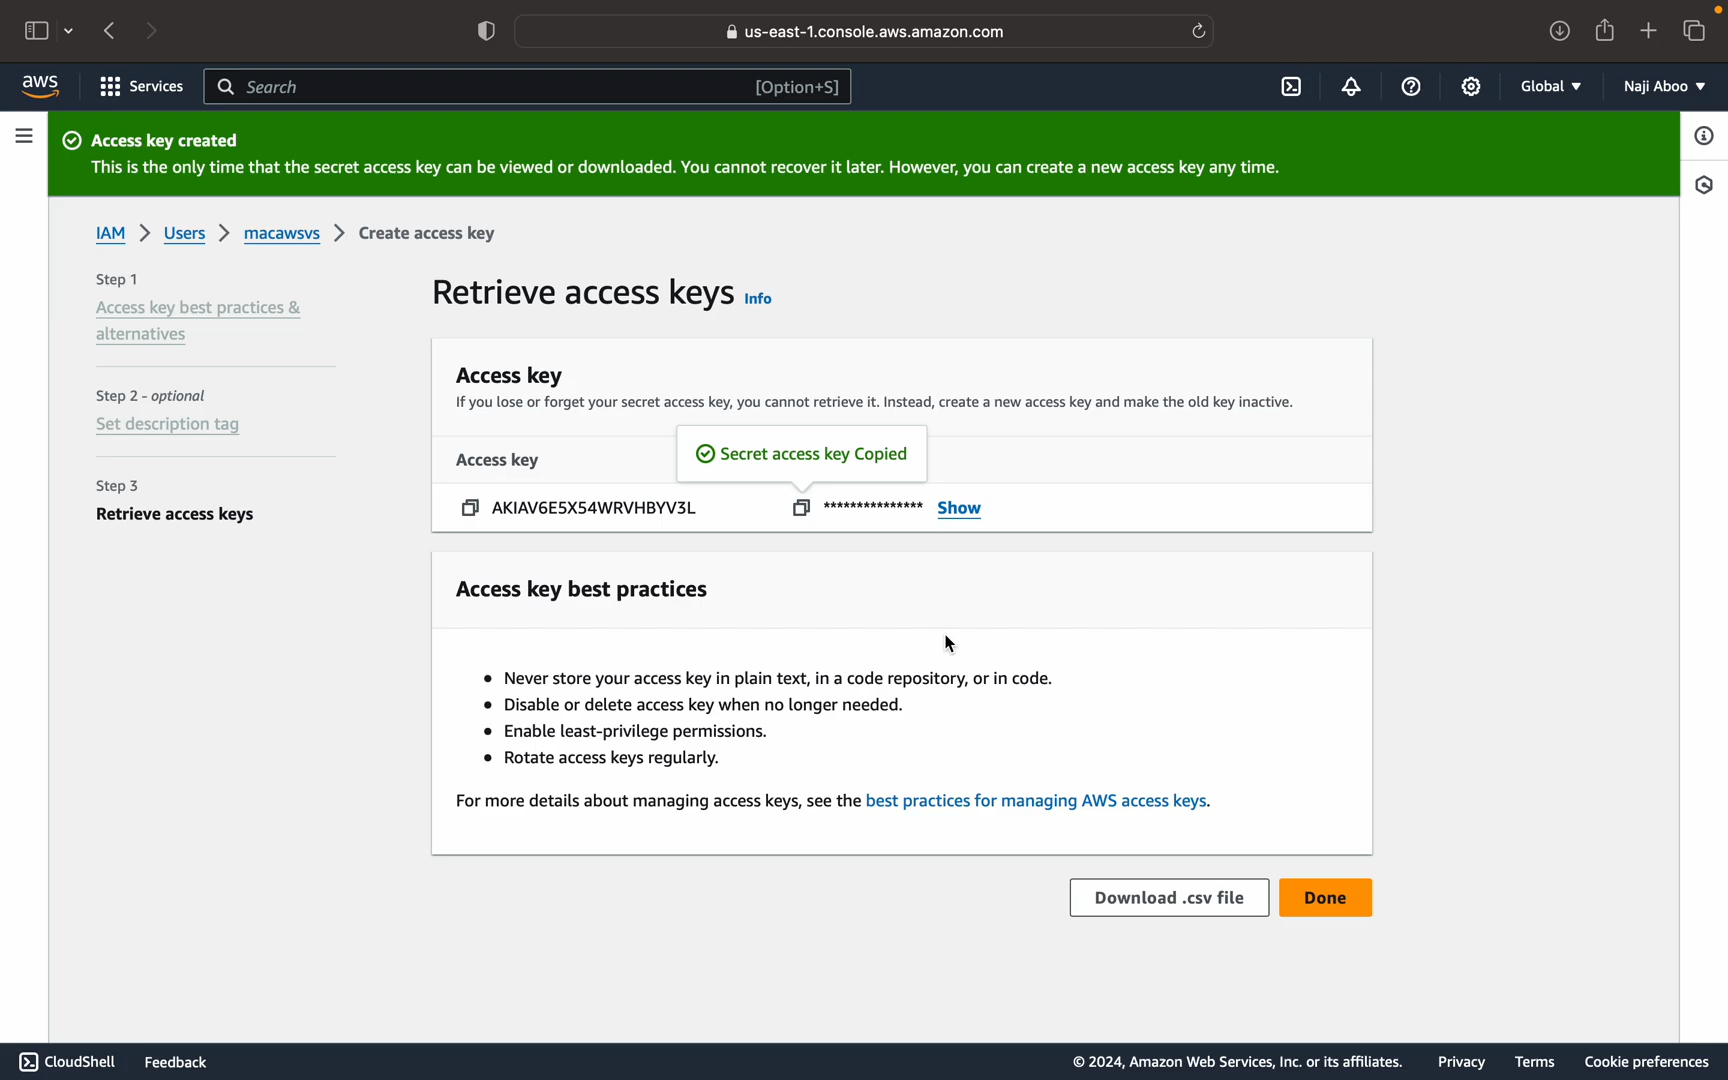 us-east-1.console.aws.amazon.com
aws
Services
Search
[Option+S]
Global
Naji Aboo
Access key created
This is the only time that the secret access key can be viewed or downloaded. You cannot recover it later. However, you can create a new access key any time.
IAM > Users > macawsvs > Create access key
Step 1
Access key best practices &
alternatives
Step 2 - optional
Set description tag
Step 3
Retrieve access keys
Retrieve access keys Info
Access key
If you lose or forget your secret access key, you cannot retrieve it. Instead, create a new access key and make the old key inactive.
Access key
Secret access key Copied
AKIAV6E5X54WRVHBYV3L
*************** Show
Access key best practices
• Never store your access key in plain text, in a code repository, or in code.
• Disable or delete access key when no longer needed.
• Enable least-privilege permissions.
• Rotate access keys regularly.
For more details about managing access keys, see the best practices for managing AWS access keys.
Download .csv file
Done
CloudShell
Feedback
© 2024, Amazon Web Services, Inc. or its affiliates.
Privacy
Terms
Cookie preferences